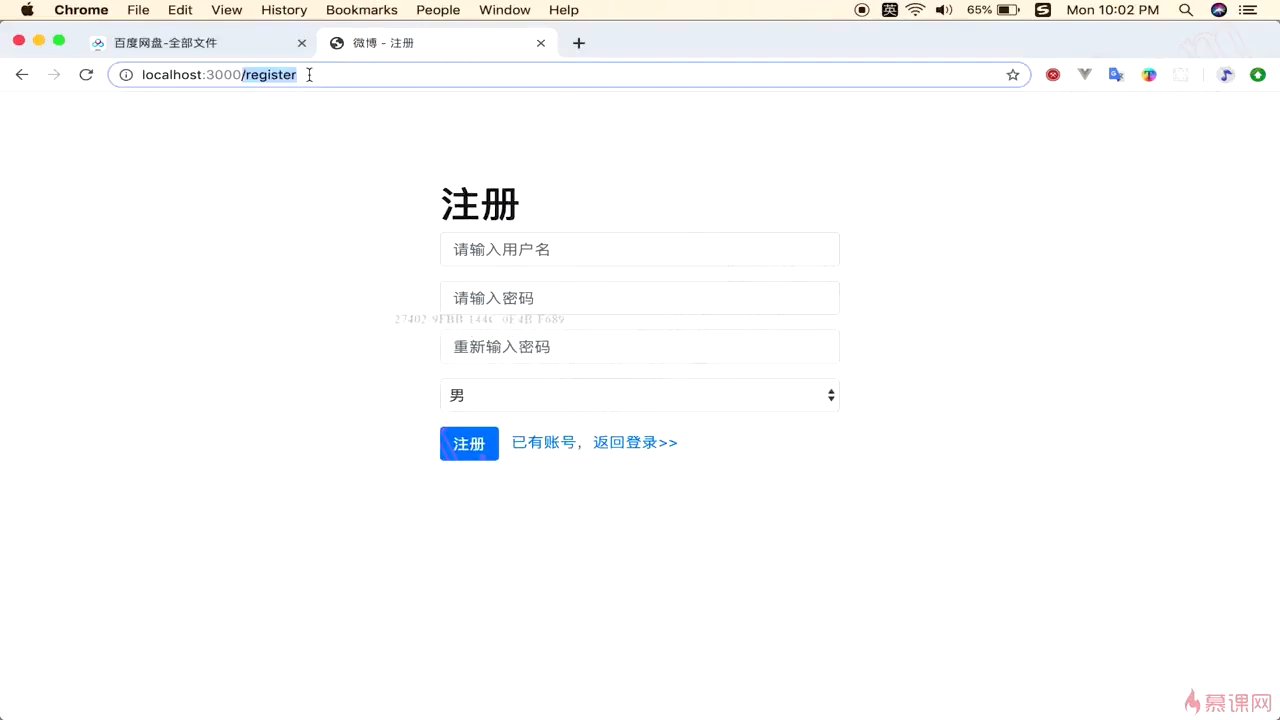 Chrome File Edit View History Bookmarks People Window Help 英 65% Mon 10:02 PM
百度网盘-全部文件 微博 - 注册
localhost:3000/register
注册
请输入用户名
请输入密码
重新输入密码
男
注册 已有账号，返回登录>>
慕课网